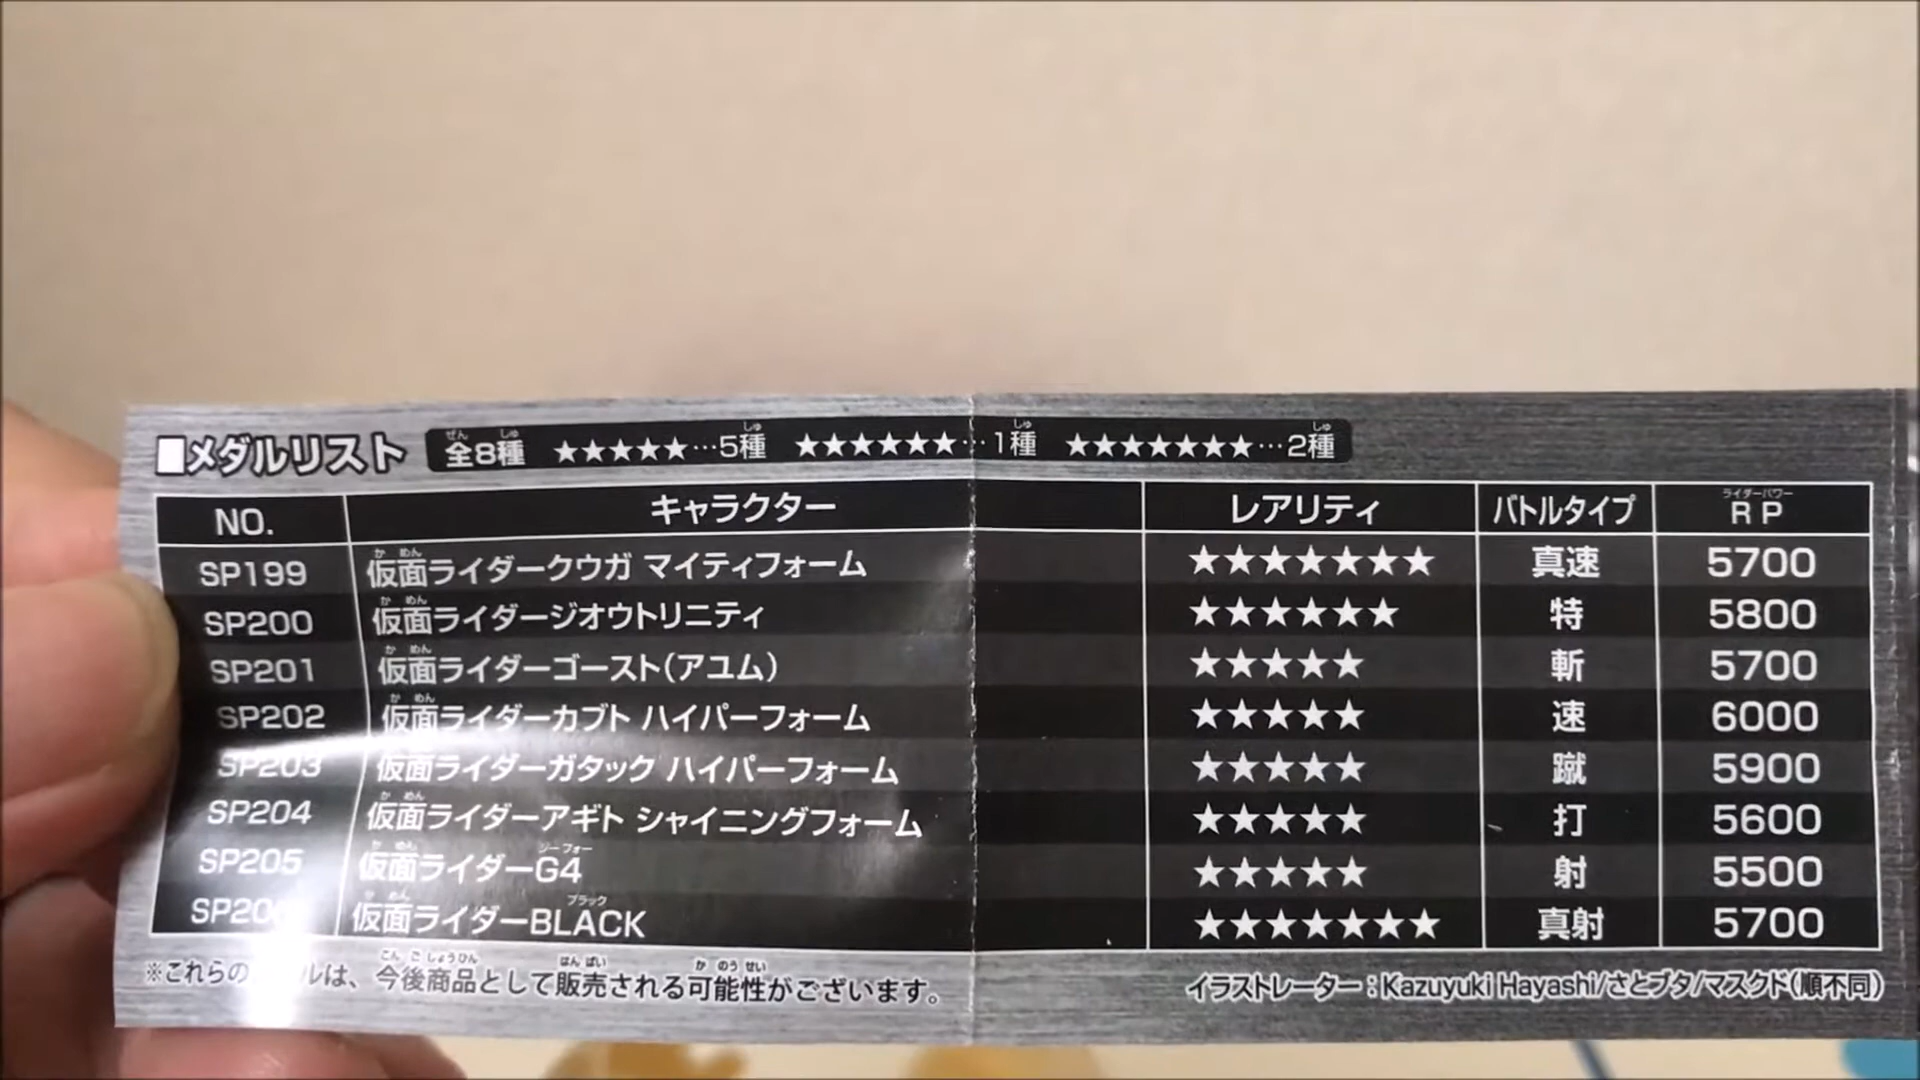 ■メダルリスト 全8種 ★★★★★…5種 ★★★★★★…1種 ★★★★★★★…2種
NO. キャラクター レアリティ バトルタイプ RP
SP199 仮面ライダークウガ マイティフォーム ★★★★★★★ 真速 5700
SP200 仮面ライダージオウトリニティ ★★★★★★ 特 5800
SP201 仮面ライダーゴースト(アユム) ★★★★★ 斬 5700
SP202 仮面ライダーカブト ハイパーフォーム ★★★★★ 速 6000
SP203 仮面ライダーガタック ハイパーフォーム ★★★★★ 蹴 5900
SP204 仮面ライダーアギト シャイニングフォーム ★★★★★ 打 5600
SP205 仮面ライダーG4 ★★★★★ 射 5500
仮面ライダーBLACK ★★★★★★★ 真射 5700
※これらの は、今後商品として販売される可能性がございます。 イラストレーター:Kazuyuki Hayashi/さとブタ/マスクド(順不同)